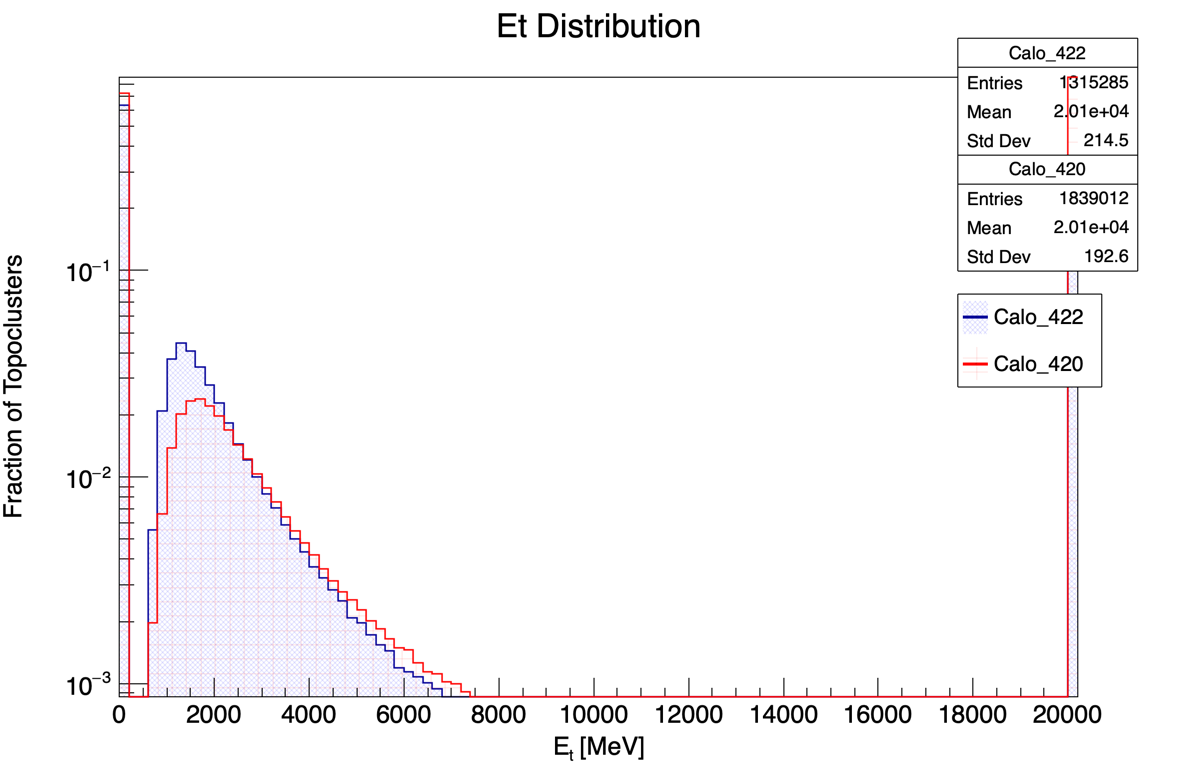 Et Distribution
Calo_422
Entries 1315285
Mean 2.01e+04
Std Dev 214.5
Calo_420
Entries 1839012
Mean 2.01e+04
Std Dev 192.6
Calo_422
Calo_420
Fraction of Topoclusters
10−1
10−2
10−3
0 2000 4000 6000 8000 10000 12000 14000 16000 18000 20000
Et [MeV]